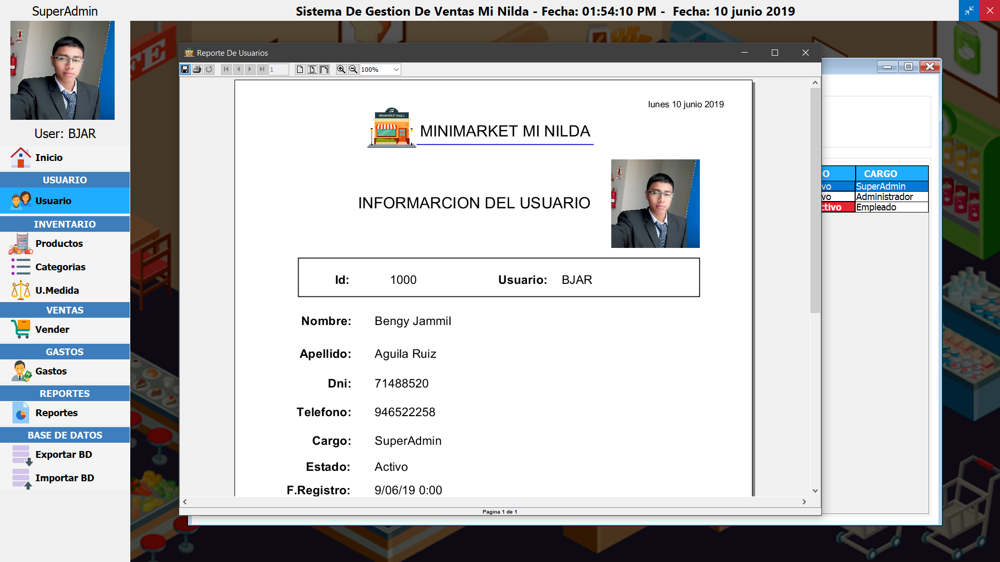 SuperAdmin
Sistema De Gestion De Ventas Mi Nilda - Fecha: 01:54:10 PM - Fecha: 10 junio 2019
User: BJAR
Inicio
USUARIO
Usuario
INVENTARIO
Productos
Categorias
U.Medida
VENTAS
Vender
GASTOS
Gastos
REPORTES
Reportes
BASE DE DATOS
Exportar BD
Importar BD
Reporte De Usuarios
1
100%
lunes 10 junio 2019
MINIMARKET NILDA
MINIMARKET MI NILDA
INFORMARCION DEL USUARIO
Id: 1000 Usuario: BJAR
Nombre: Bengy Jammil
Apellido: Aguila Ruiz
Dni: 71488520
Telefono: 946522258
Cargo: SuperAdmin
Estado: Activo
F.Registro: 9/06/19 0:00
Pagina 1 de 1
O CARGO
vo SuperAdmin
vo Administrador
ctivo Empleado
FE